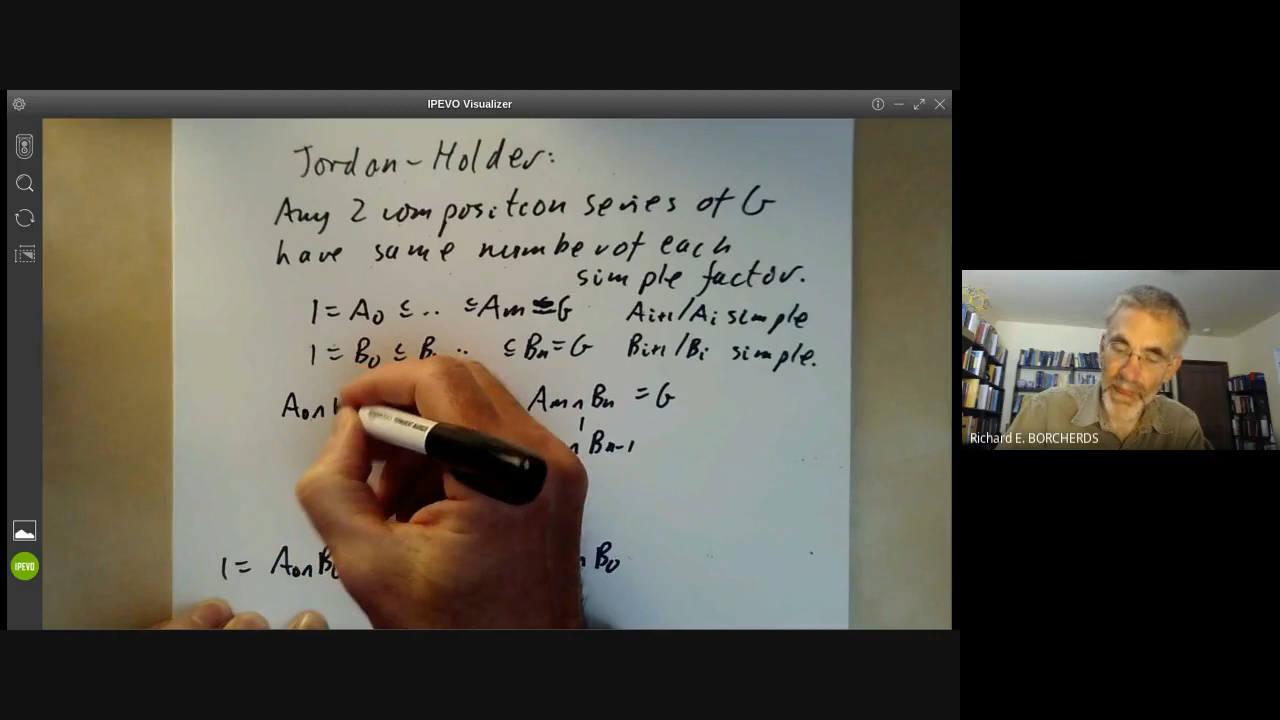 IPEVO Visualizer
Jordan-Holder:
Any 2 composition series of G
have same number of each
simple factor.
1 = A0 ≤ .. ≤ Am = G Ai+1/Ai simple
1 = B0 ≤ B .. ≤ Bn = G Bi+1/Bi simple.
A0 ∩ Am ∩ Bn = G
∩ Bn-1
1 = A0 ∩ B0 ∩ B0
Richard E. BORCHERDS
IPEVO